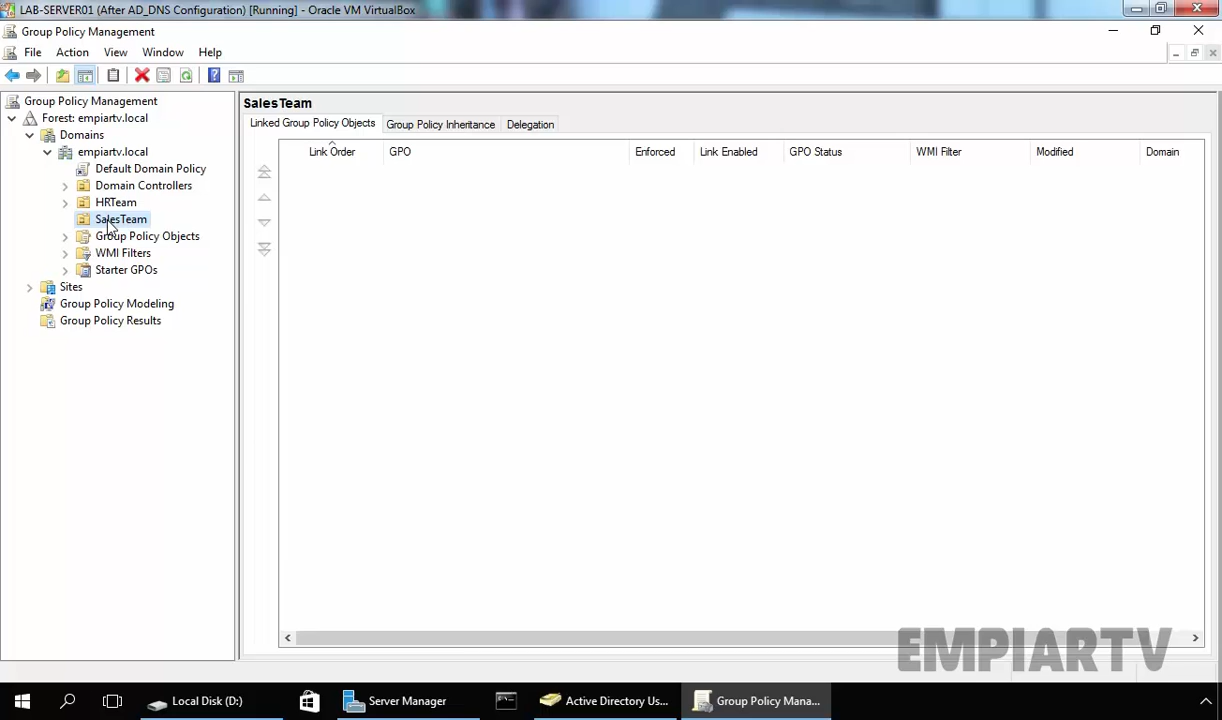 LAB-SERVER01 (After AD_DNS Configuration) [Running] - Oracle VM VirtualBox
Group Policy Management
File Action View Window Help
Group Policy Management
Forest: empiartv.local
Domains
empiartv.local
Default Domain Policy
Domain Controllers
HRTeam
SalesTeam
Group Policy Objects
WMI Filters
Starter GPOs
Sites
Group Policy Modeling
Group Policy Results
SalesTeam
Linked Group Policy Objects Group Policy Inheritance Delegation
Link Order GPO Enforced Link Enabled GPO Status WMI Filter Modified Domain
EMPIARTV
Local Disk (D:) Server Manager Active Directory Us... Group Policy Mana...